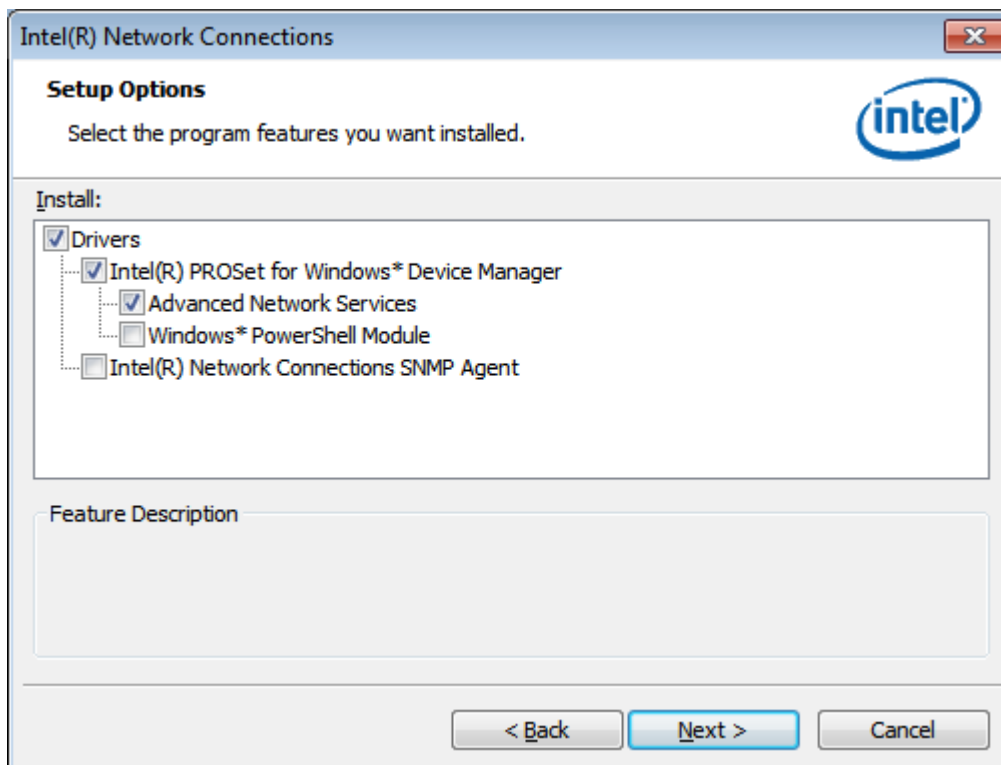 Intel(R) Network Connections
Setup Options
Select the program features you want installed.
intel
Install:
Drivers
Intel(R) PROSet for Windows* Device Manager
Advanced Network Services
Windows* PowerShell Module
Intel(R) Network Connections SNMP Agent
Feature Description
< Back
Next >
Cancel